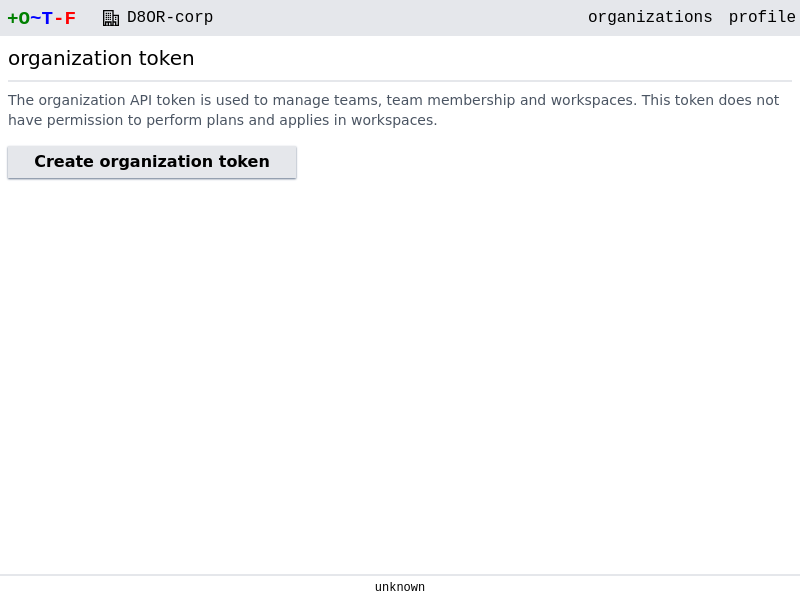 +O~T-F
D8OR-corp
organizations
profile
organization token
The organization API token is used to manage teams, team membership and workspaces. This token does not
have permission to perform plans and applies in workspaces.
Create organization token
unknown